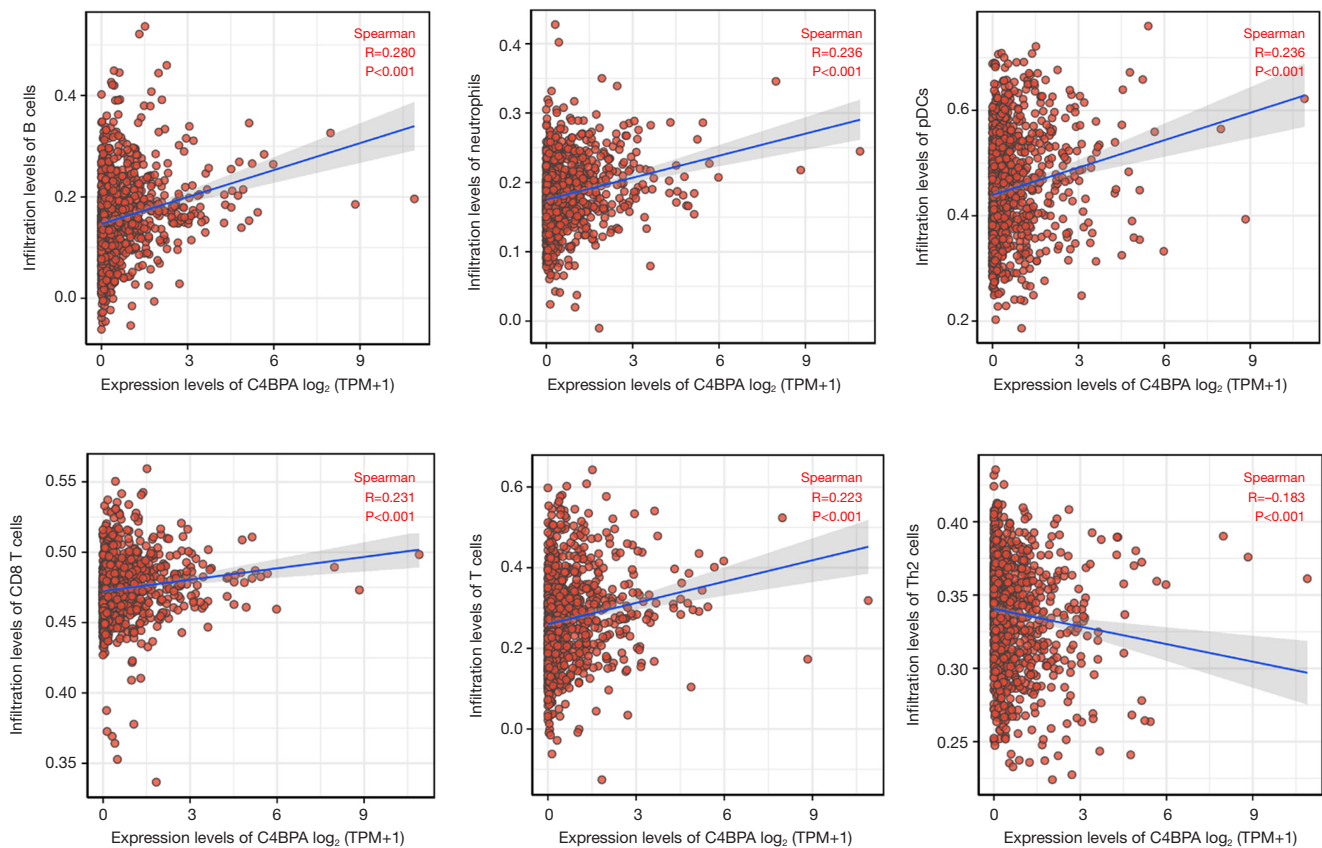 Infiltration levels of B cells
0.4
0.2
0.0
Spearman
R=0.280
P<0.001
0 3 6 9
Expression levels of C4BPA log₂ (TPM+1)
Infiltration levels of neutrophils
0.4
0.3
0.2
0.1
0.0
Spearman
R=0.236
P<0.001
0 3 6 9
Expression levels of C4BPA log₂ (TPM+1)
Infiltration levels of pDCs
0.6
0.4
0.2
Spearman
R=0.236
P<0.001
0 3 6 9
Expression levels of C4BPA log₂ (TPM+1)
Infiltration levels of CD8 T cells
0.55
0.50
0.45
0.40
0.35
Spearman
R=0.231
P<0.001
0 3 6 9
Expression levels of C4BPA log₂ (TPM+1)
Infiltration levels of T cells
0.6
0.4
0.2
0.0
Spearman
R=0.223
P<0.001
0 3 6 9
Expression levels of C4BPA log₂ (TPM+1)
Infiltration levels of Th2 cells
0.40
0.35
0.30
0.25
Spearman
R=−0.183
P<0.001
0 3 6 9
Expression levels of C4BPA log₂ (TPM+1)